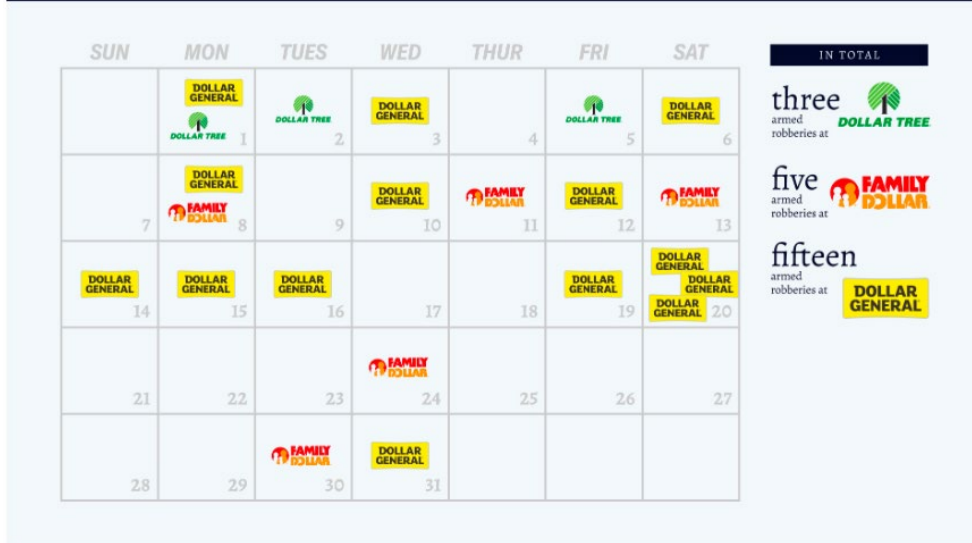 SUN MON TUES WED THUR FRI SAT
IN TOTAL
DOLLAR
GENERAL
DOLLAR TREE
1
DOLLAR TREE
2
DOLLAR
GENERAL
3
4
DOLLAR TREE
5
DOLLAR
GENERAL
6
three
armed
robberies at
DOLLAR TREE
7
DOLLAR
GENERAL
FAMILY
DOLLAR
8
9
DOLLAR
GENERAL
10
FAMILY
DOLLAR
11
DOLLAR
GENERAL
12
FAMILY
DOLLAR
13
five
armed
robberies at
FAMILY
DOLLAR
DOLLAR
GENERAL
14
DOLLAR
GENERAL
15
DOLLAR
GENERAL
16
17
18
DOLLAR
GENERAL
19
DOLLAR
GENERAL
DOLLAR
GENERAL
DOLLAR
GENERAL
20
fifteen
armed
robberies at
DOLLAR
GENERAL
21
22
23
FAMILY
DOLLAR
24
25
26
27
28
29
FAMILY
DOLLAR
30
DOLLAR
GENERAL
31